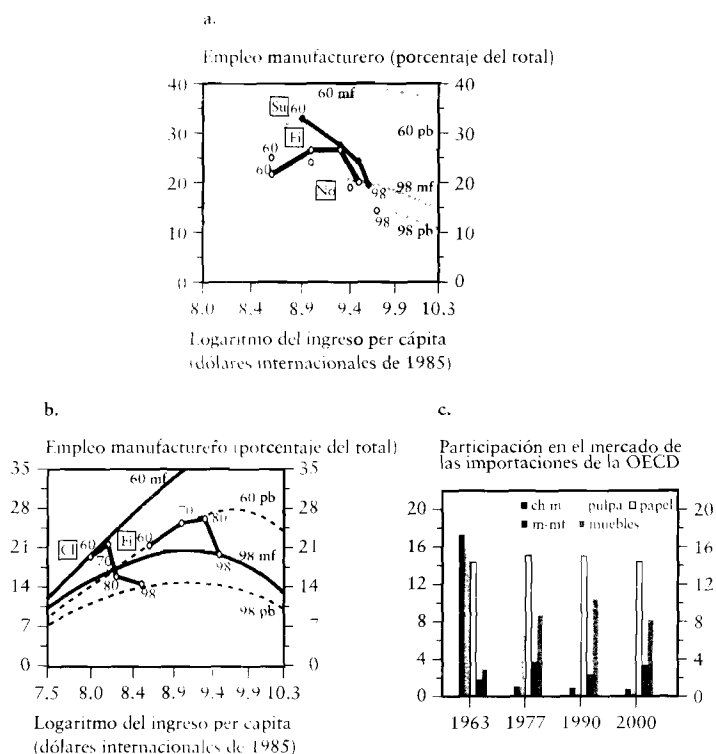 a.
Empleo manufacturero (porcentaje del total)
40 40
60 mf
Su 60
30 60 pb 30
Fi
60
60
20 No 98 98 mf 20
98 98 pb
10 10
0 0
8.0 8.4 8.9 9.4 9.9 10.3
Logaritmo del ingreso per cápita
(dólares internacionales de 1985)
b.
Empleo manufacturero (porcentaje del total)
35 35
60 mf
28 60 pb 28
70 80
Cl 60 Fi 60
21 98 mf 21
70 98
80
14 98 14
98 pb
7 7
0 0
7.5 8.0 8.4 8.9 9.4 9.9 10.3
Logaritmo del ingreso per capita
(dólares internacionales de 1985)
c.
Participación en el mercado de
las importaciones de la OECD
ch m pulpa papel
20 20
m-mf muebles
16 16
12 12
8 8
4 4
0 0
1963 1977 1990 2000